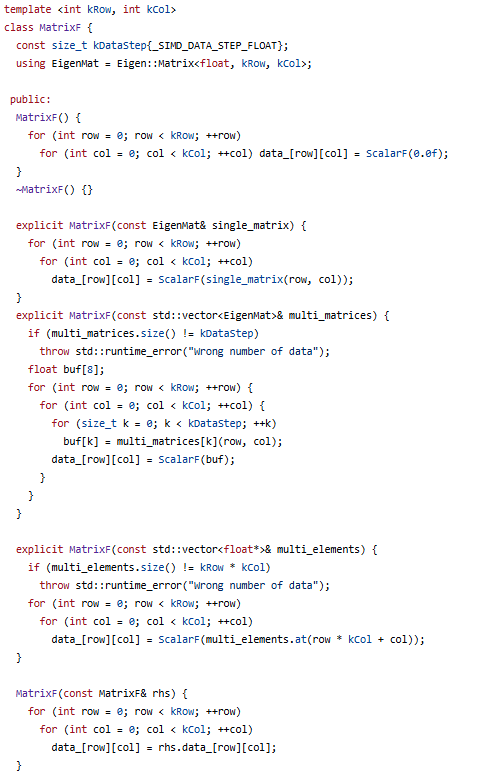 template <int kRow, int kCol>
class MatrixF {
  const size_t kDataStep{_SIMD_DATA_STEP_FLOAT};
  using EigenMat = Eigen::Matrix<float, kRow, kCol>;

 public:
  MatrixF() {
    for (int row = 0; row < kRow; ++row)
      for (int col = 0; col < kCol; ++col) data_[row][col] = ScalarF(0.0f);
  }
  ~MatrixF() {}

  explicit MatrixF(const EigenMat& single_matrix) {
    for (int row = 0; row < kRow; ++row)
      for (int col = 0; col < kCol; ++col)
        data_[row][col] = ScalarF(single_matrix(row, col));
  }
  explicit MatrixF(const std::vector<EigenMat>& multi_matrices) {
    if (multi_matrices.size() != kDataStep)
      throw std::runtime_error("Wrong number of data");
    float buf[8];
    for (int row = 0; row < kRow; ++row) {
      for (int col = 0; col < kCol; ++col) {
        for (size_t k = 0; k < kDataStep; ++k)
          buf[k] = multi_matrices[k](row, col);
        data_[row][col] = ScalarF(buf);
      }
    }
  }

  explicit MatrixF(const std::vector<float*>& multi_elements) {
    if (multi_elements.size() != kRow * kCol)
      throw std::runtime_error("Wrong number of data");
    for (int row = 0; row < kRow; ++row)
      for (int col = 0; col < kCol; ++col)
        data_[row][col] = ScalarF(multi_elements.at(row * kCol + col));
  }

  MatrixF(const MatrixF& rhs) {
    for (int row = 0; row < kRow; ++row)
      for (int col = 0; col < kCol; ++col)
        data_[row][col] = rhs.data_[row][col];
  }